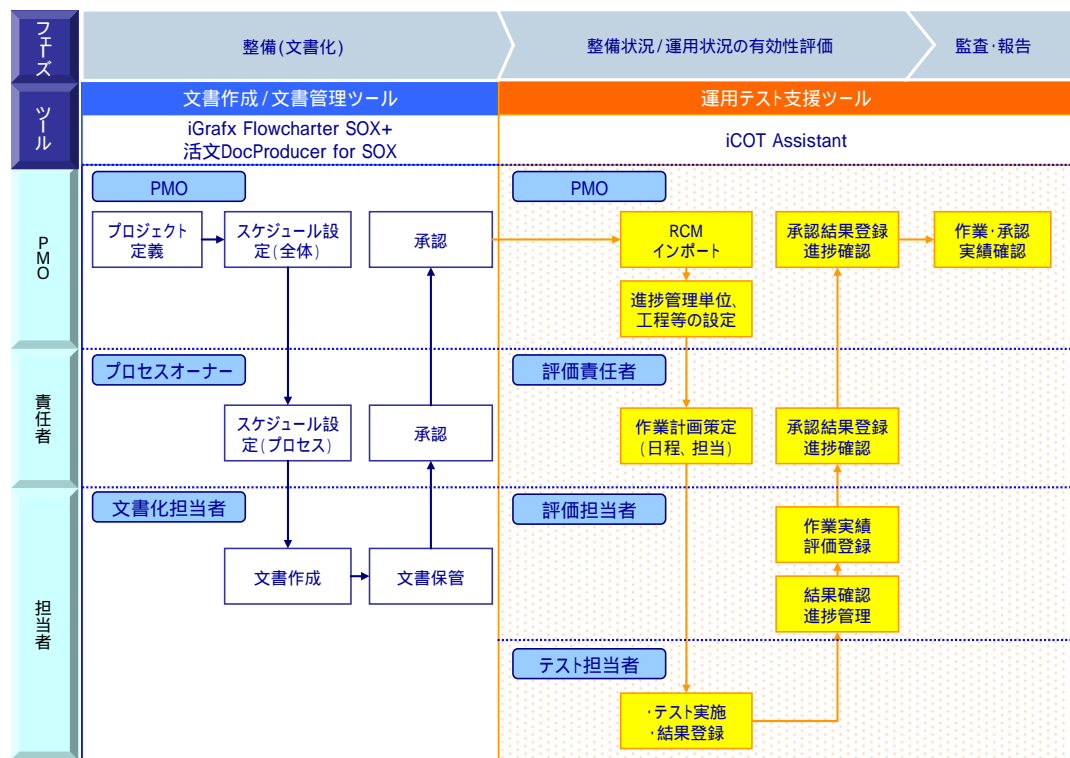 フェーズ
整備(文書化)
整備状況/運用状況の有効性評価
監査・報告
ツール
文書作成/文書管理ツール
運用テスト支援ツール
iGrafx Flowcharter SOX+
活文DocProducer for SOX
iCOT Assistant
PMO
PMO
PMO
プロジェクト
定義
スケジュール設
定(全体)
承認
RCM
インポート
承認結果登録
進捗確認
作業・承認
実績確認
進捗管理単位、
工程等の設定
責任者
プロセスオーナー
評価責任者
スケジュール設
定(プロセス)
承認
作業計画策定
(日程、担当)
承認結果登録
進捗確認
担当者
文書化担当者
評価担当者
作業実績
評価登録
文書作成
文書保管
結果確認
進捗管理
テスト担当者
・テスト実施
・結果登録